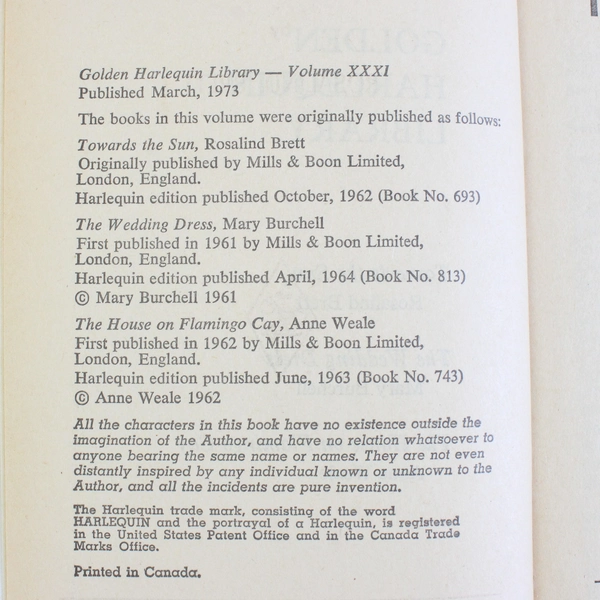 Golden Harlequin Library — Volume XXXI
Published March, 1973
The books in this volume were originally published as follows:
Towards the Sun, Rosalind Brett
Originally published by Mills & Boon Limited,
London, England.
Harlequin edition published October, 1962 (Book No. 693)
The Wedding Dress, Mary Burchell
First published in 1961 by Mills & Boon Limited,
London, England.
Harlequin edition published April, 1964 (Book No. 813)
© Mary Burchell 1961
The House on Flamingo Cay, Anne Weale
First published in 1962 by Mills & Boon Limited,
London, England.
Harlequin edition published June, 1963 (Book No. 743)
© Anne Weale 1962
All the characters in this book have no existence outside the
imagination of the Author, and have no relation whatsoever to
anyone bearing the same name or names. They are not even
distantly inspired by any individual known or unknown to the
Author, and all the incidents are pure invention.
The Harlequin trade mark, consisting of the word
HARLEQUIN and the portrayal of a Harlequin, is registered
in the United States Patent Office and in the Canada Trade
Marks Office.
Printed in Canada.